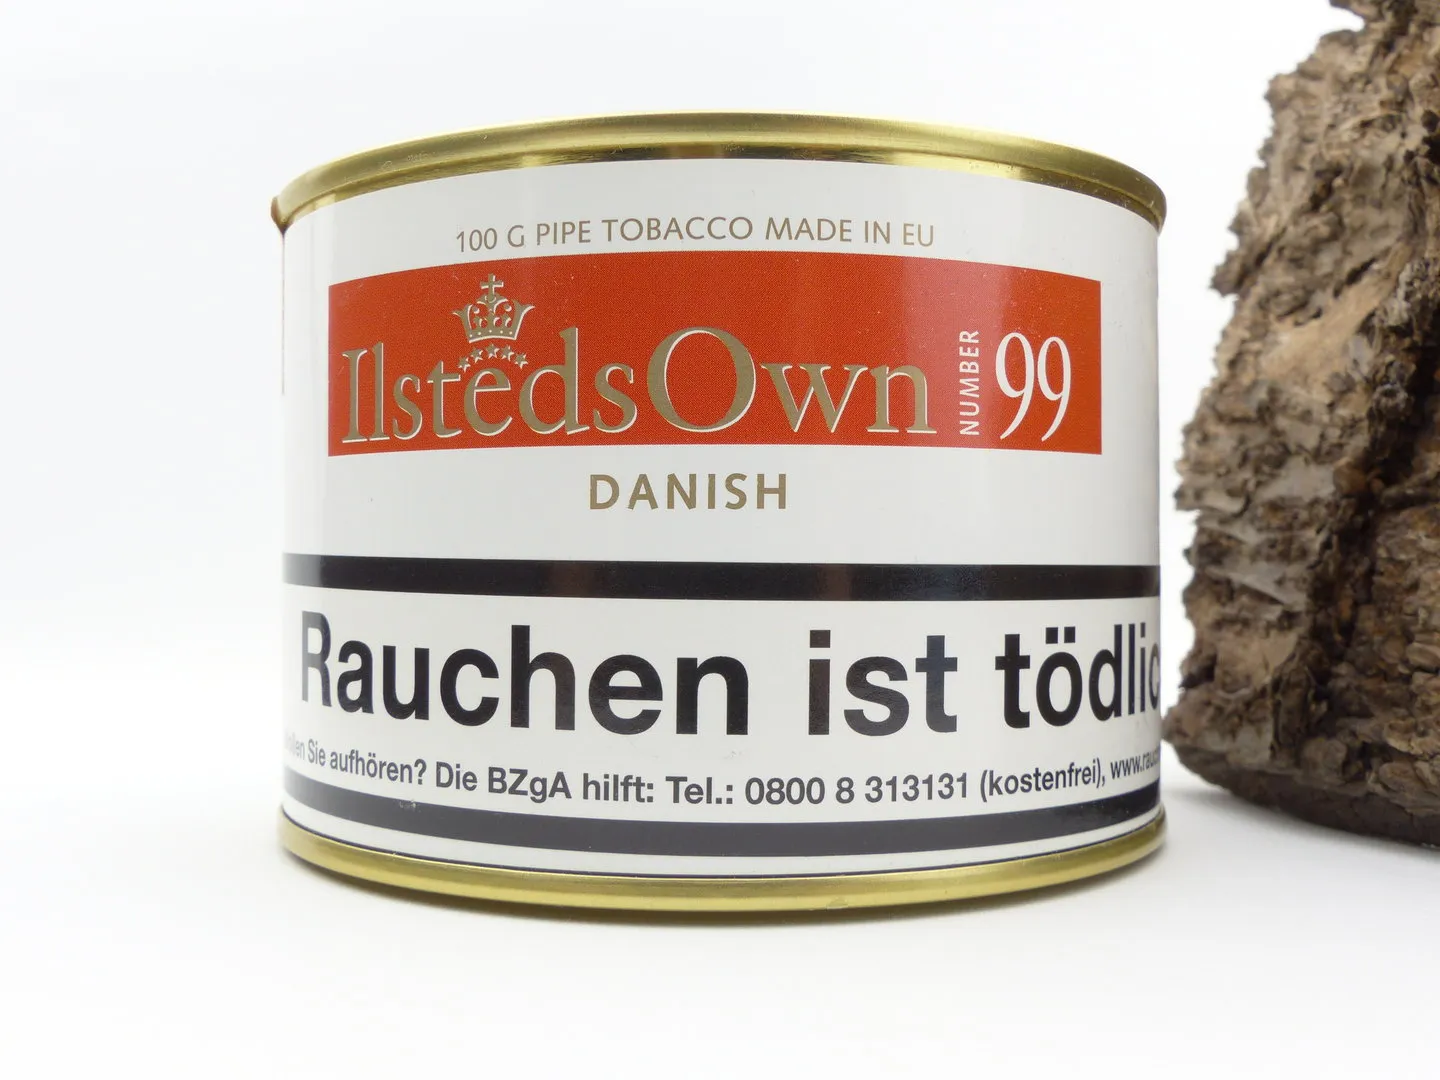 100 G PIPE TOBACCO MADE IN EU
IlstedsOwn NUMBER 99
DANISH
Rauchen ist tödlic
Sie aufhören? Die BZgA hilft: Tel.: 0800 8 313131 (kostenfrei), www.rauc